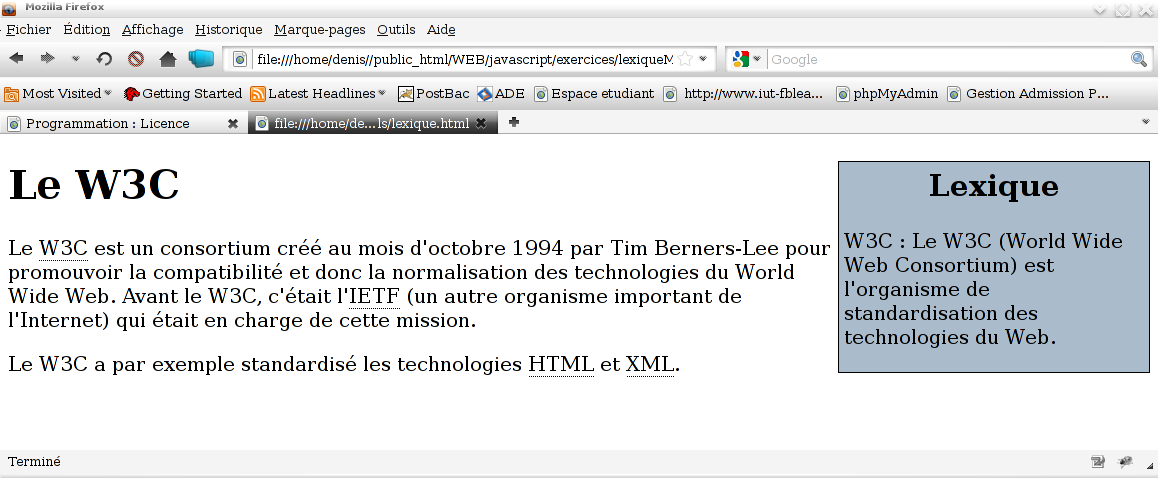 Mozilla Firefox
Fichier Édition Affichage Historique Marque-pages Outils Aide
file:///home/denis//public_html/WEB/javascript/exercices/lexiqueM
Google
Most Visited Getting Started Latest Headlines PostBac ADE Espace etudiant http://www.iut-fblea... phpMyAdmin Gestion Admission P...
Programmation : Licence
file:///home/de...ls/lexique.html
Le W3C
Le W3C est un consortium créé au mois d'octobre 1994 par Tim Berners-Lee pour
promouvoir la compatibilité et donc la normalisation des technologies du World
Wide Web. Avant le W3C, c'était l'IETF (un autre organisme important de
l'Internet) qui était en charge de cette mission.
Le W3C a par exemple standardisé les technologies HTML et XML.
Lexique
W3C : Le W3C (World Wide
Web Consortium) est
l'organisme de
standardisation des
technologies du Web.
Terminé